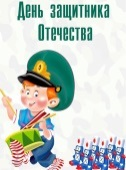 День защитника
Отечества